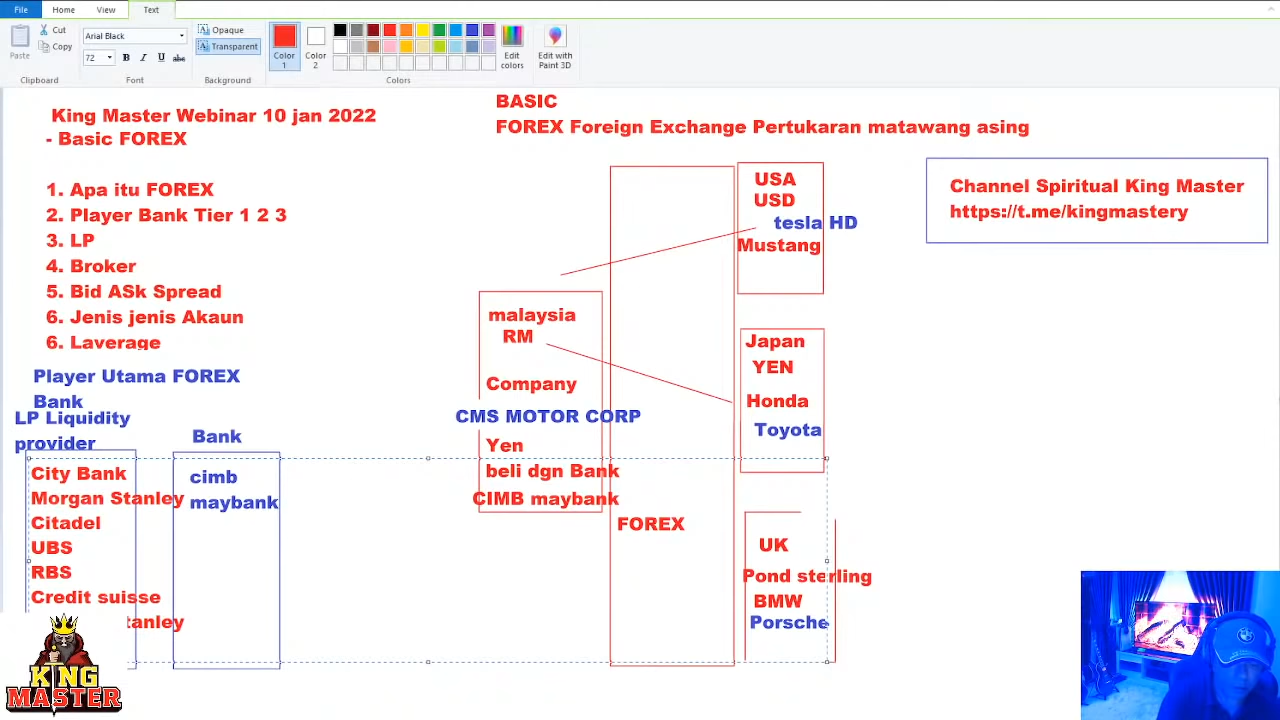 File
Home
View
Text
Paste
Cut
Copy
Clipboard
Arial Black
72
B
I
U
abc
Font
Opaque
Transparent
Background
Color
1
Color
2
Edit
colors
Edit with
Paint 3D
Colors
King Master Webinar 10 jan 2022
- Basic FOREX
1. Apa itu FOREX
2. Player Bank Tier 1 2 3
3. LP
4. Broker
5. Bid ASk Spread
6. Jenis jenis Akaun
6. Laverage
Player Utama FOREX
Bank
LP Liquidity
provider
City Bank
Morgan Stanley
Citadel
UBS
RBS
Credit suisse
tanley
Bank
cimb
maybank
BASIC
FOREX Foreign Exchange Pertukaran matawang asing
malaysia
RM
Company
CMS MOTOR CORP
Yen
beli dgn Bank
CIMB maybank
FOREX
USA
USD
tesla HD
Mustang
Japan
YEN
Honda
Toyota
UK
Pond sterling
BMW
Porsche
Channel Spiritual King Master
https://t.me/kingmastery
KING
MASTER